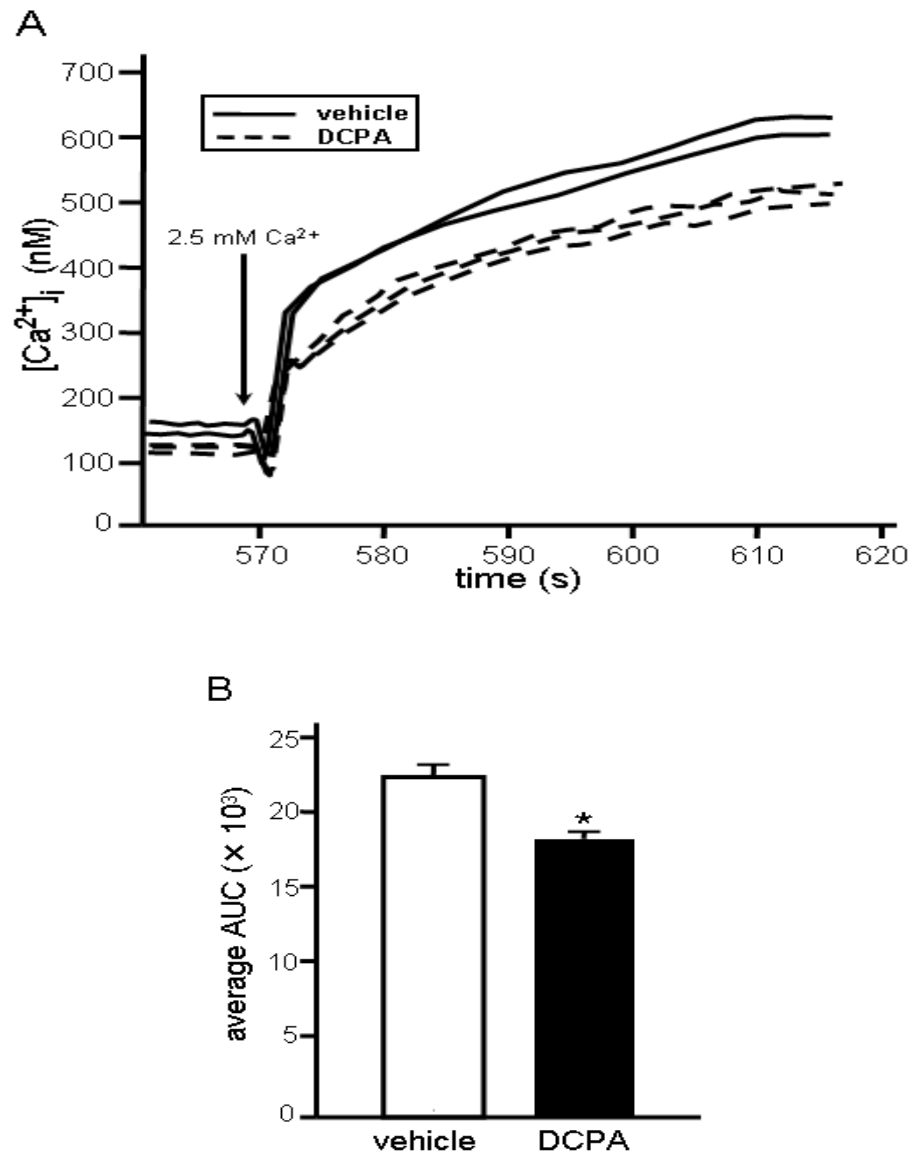 A
700
600
500
400
300
200
100
0
[Ca²⁺]i (nM)
vehicle
DCPA
2.5 mM Ca²⁺
570 580 590 600 610 620
time (s)
B
25
20
15
10
5
0
average AUC (× 10³)
*
vehicle DCPA